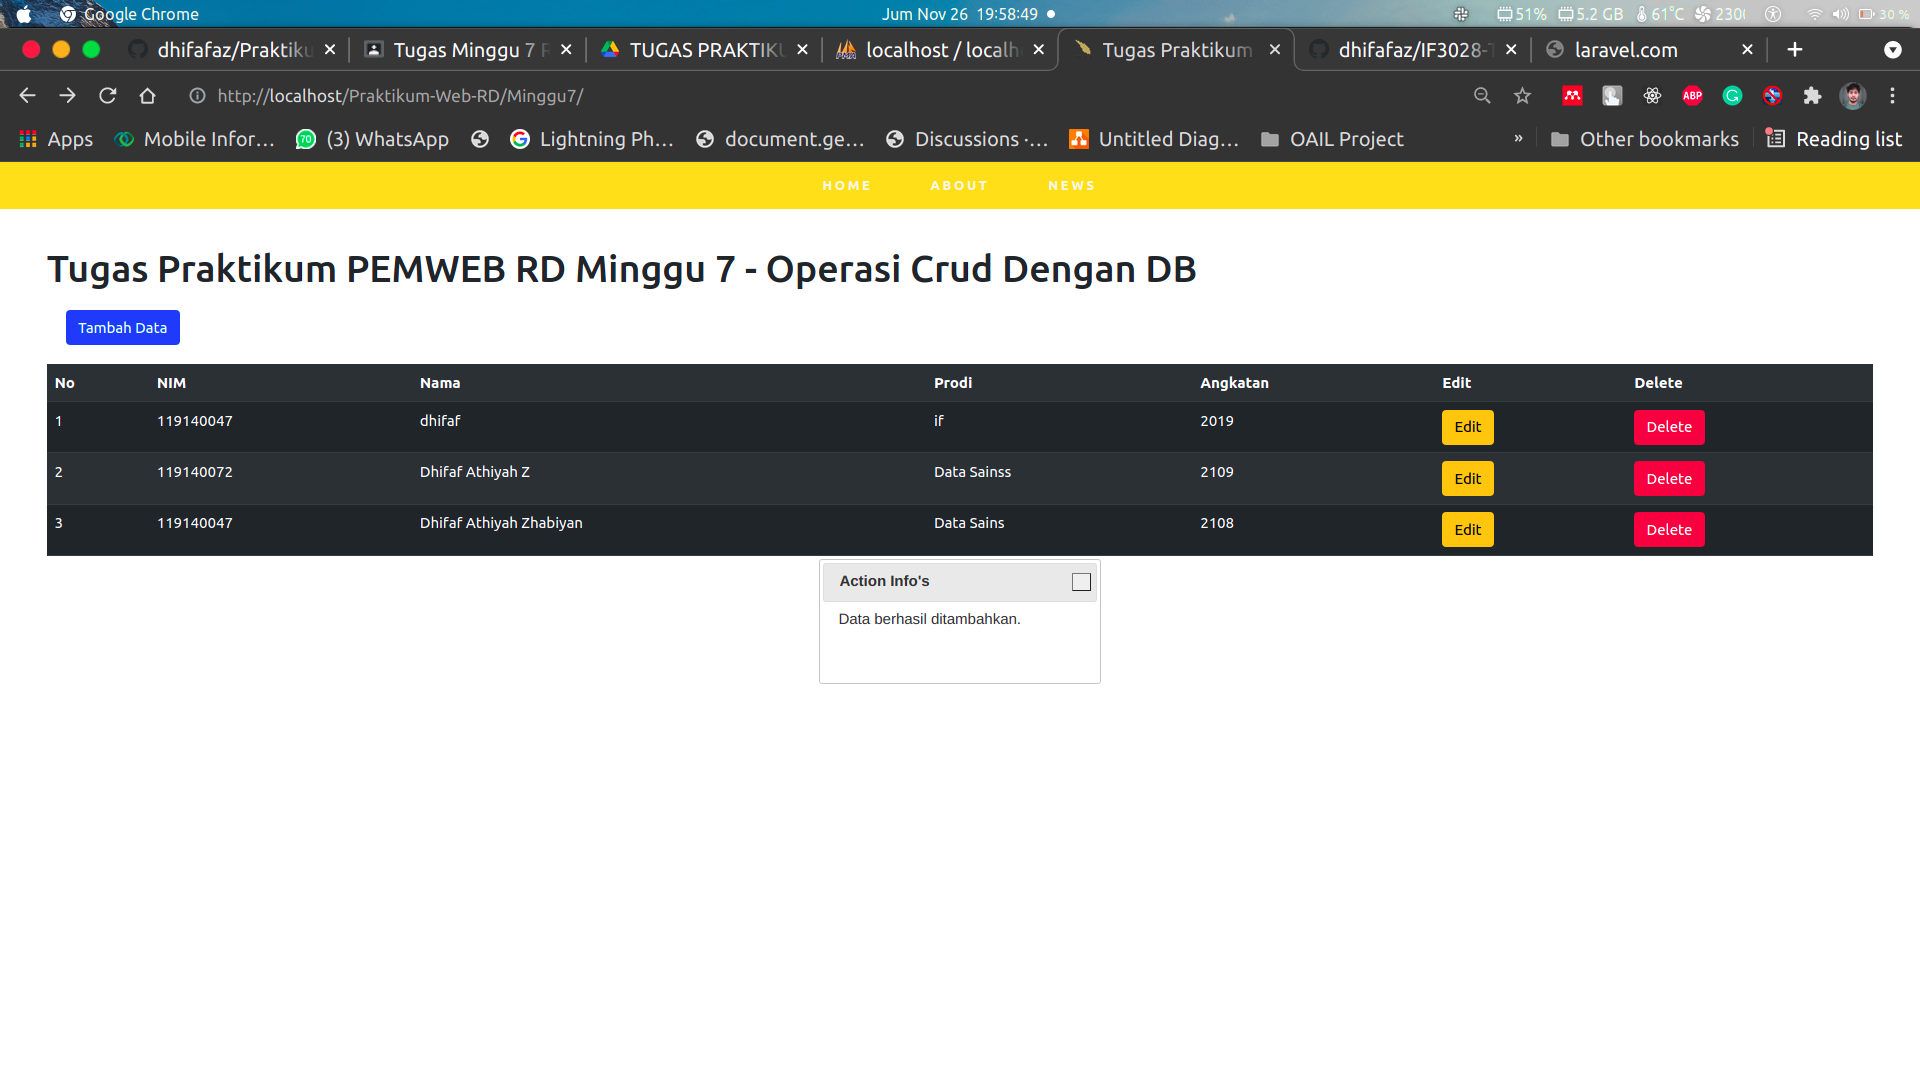 Google Chrome
Jum Nov 26 19:58:49
51% 5.2 GB 61°C 230 30 %
dhifafaz/Praktiku
Tugas Minggu 7 R
TUGAS PRAKTIKU
localhost / localh
Tugas Praktikum
dhifafaz/IF3028-T
laravel.com
http://localhost/Praktikum-Web-RD/Minggu7/
ABP
Apps
Mobile Infor...
70
(3) WhatsApp
Lightning Ph...
document.ge...
Discussions ·...
Untitled Diag...
OAIL Project
»
Other bookmarks
Reading list
HOME ABOUT NEWS
Tugas Praktikum PEMWEB RD Minggu 7 - Operasi Crud Dengan DB
Tambah Data
No NIM Nama Prodi Angkatan Edit Delete
1 119140047 dhifaf if 2019 Edit Delete
2 119140072 Dhifaf Athiyah Z Data Sainss 2109 Edit Delete
3 119140047 Dhifaf Athiyah Zhabiyan Data Sains 2108 Edit Delete
Action Info's
Data berhasil ditambahkan.